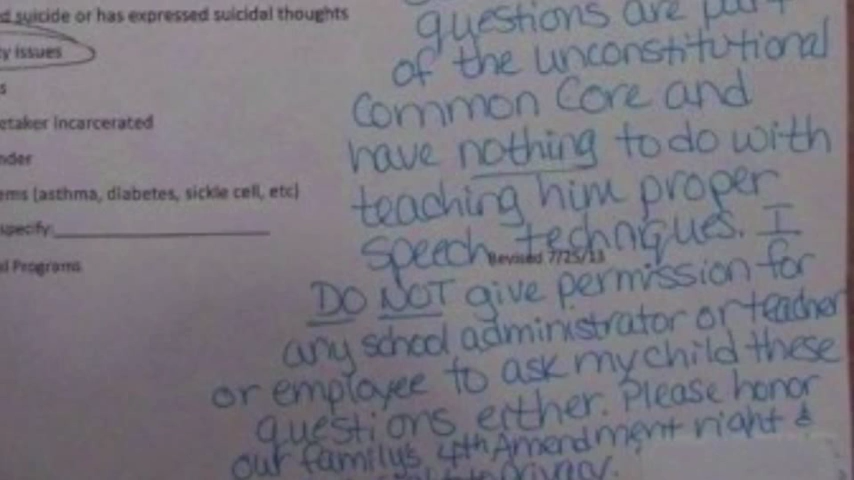 suicide or has expressed suicidal thoughts
issues
etaker Incarcerated
nder
ems (asthma, diabetes, sickle cell, etc)
specify:
Programs
Revised 7/25/13
questions are part
of the unconstitutional
Common Core and
have nothing to do with
teaching him proper
speech techniques. I
DO NOT give permission for
any school administrator or teacher
or employee to ask my child these
questions either. Please honor
our family's 4th Amendment right &
privacy.